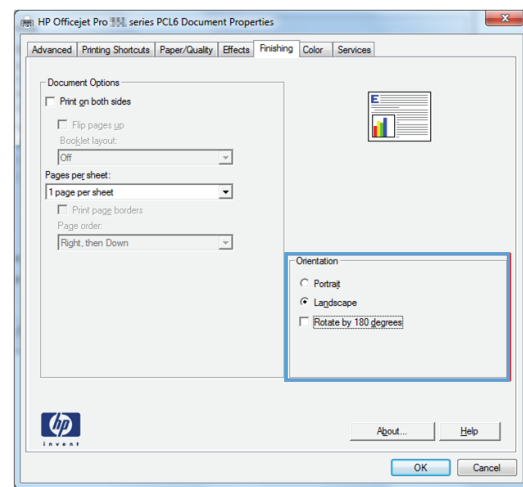 HP Officejet Pro series PCL6 Document Properties
Advanced Printing Shortcuts Paper/Quality Effects Finishing Color Services
Document Options
Print on both sides
Flip pages up
Booklet layout:
Off
Pages per sheet:
1 page per sheet
Print page borders
Page order:
Right, then Down
E
Orientation
Portrait
Landscape
Rotate by 180 degrees
hp
invent
About... Help
OK Cancel